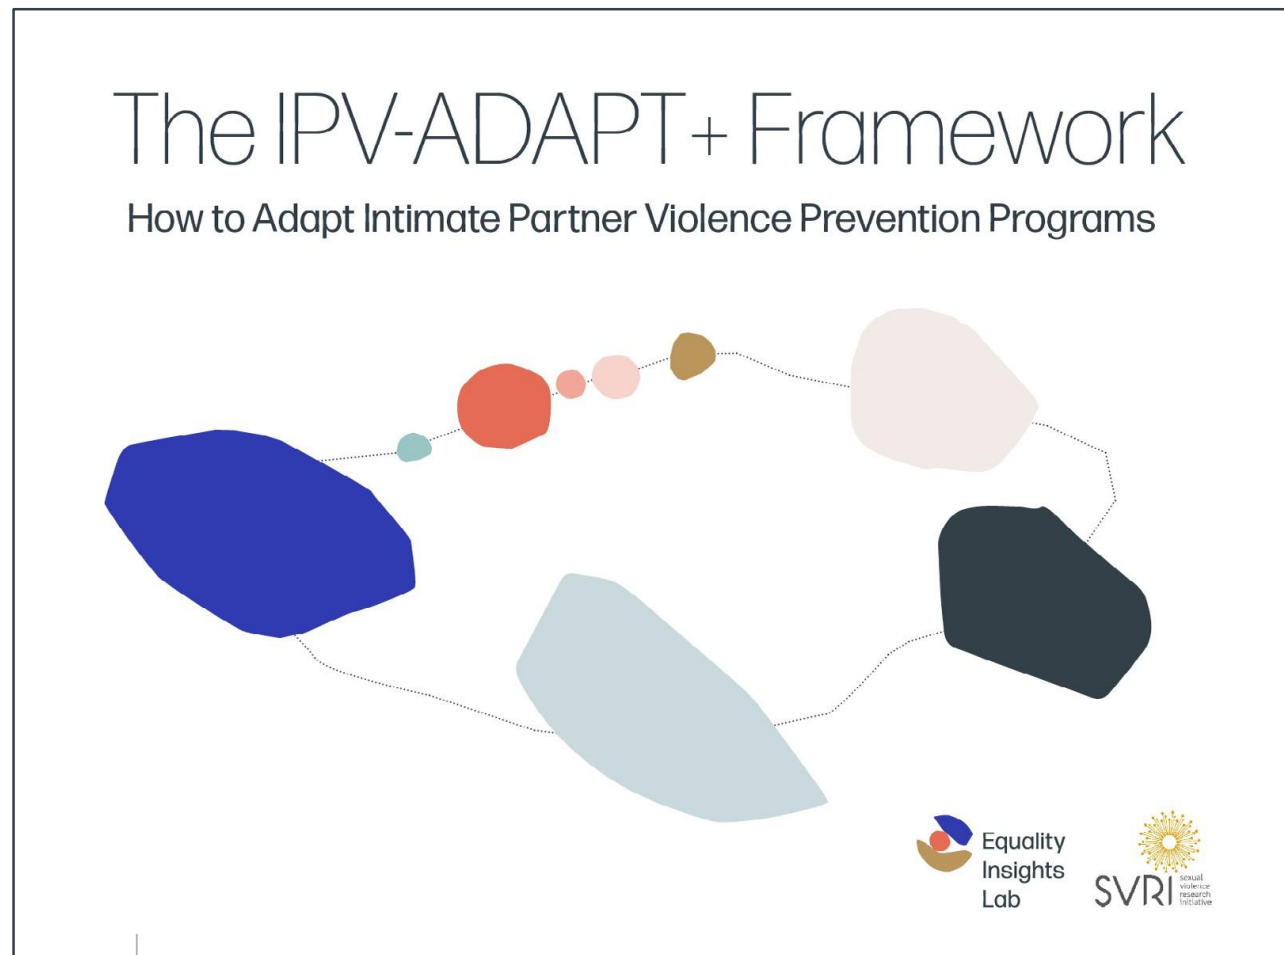 The IPV-ADAPT+ Framework
How to Adapt Intimate Partner Violence Prevention Programs
Equality
Insights
Lab
SVRI
sexual
violence
research
initiative